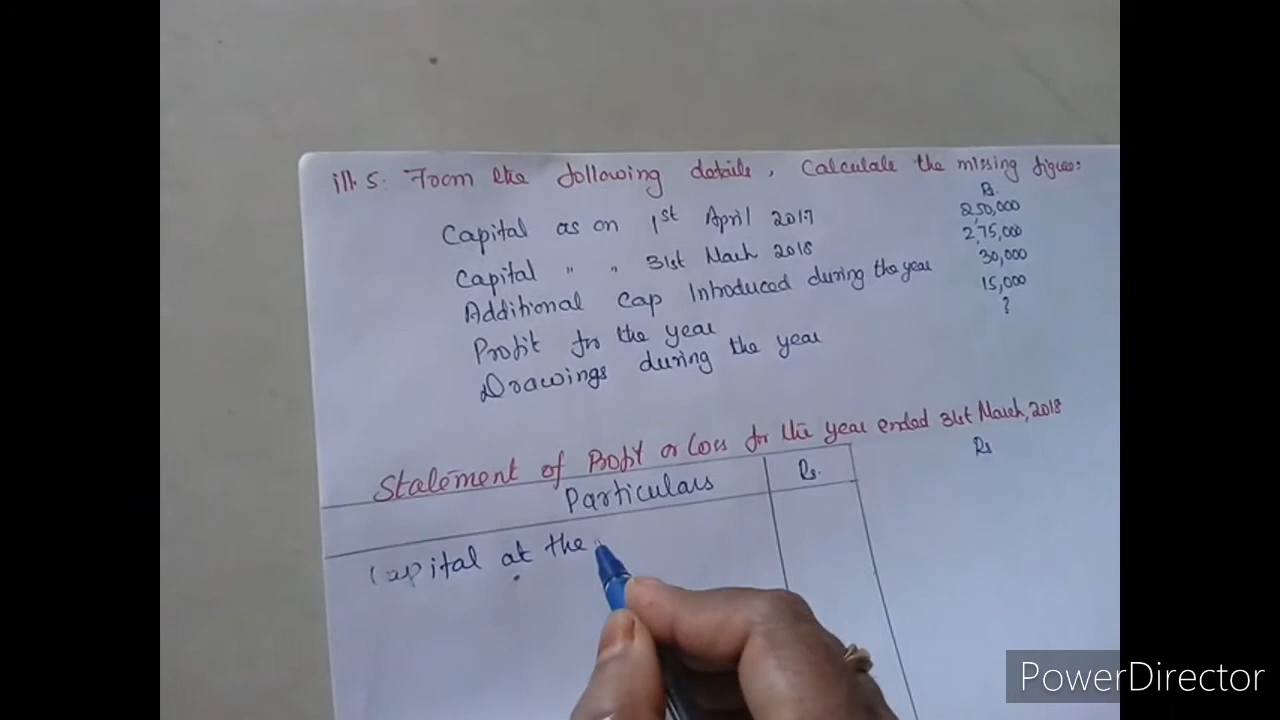 ill. 5. From the following details, Calculate the missing figures:
Rs.
Capital as on 1st April 2017 2,50,000
Capital " " 31st March 2018 2,75,000
Additional Cap Introduced during the year 30,000
Profit for the year 15,000
Drawings during the year ?
Statement of Profit or Loss for the year ended 31st March, 2018
Rs
Particulars Rs.
Capital at the
PowerDirector